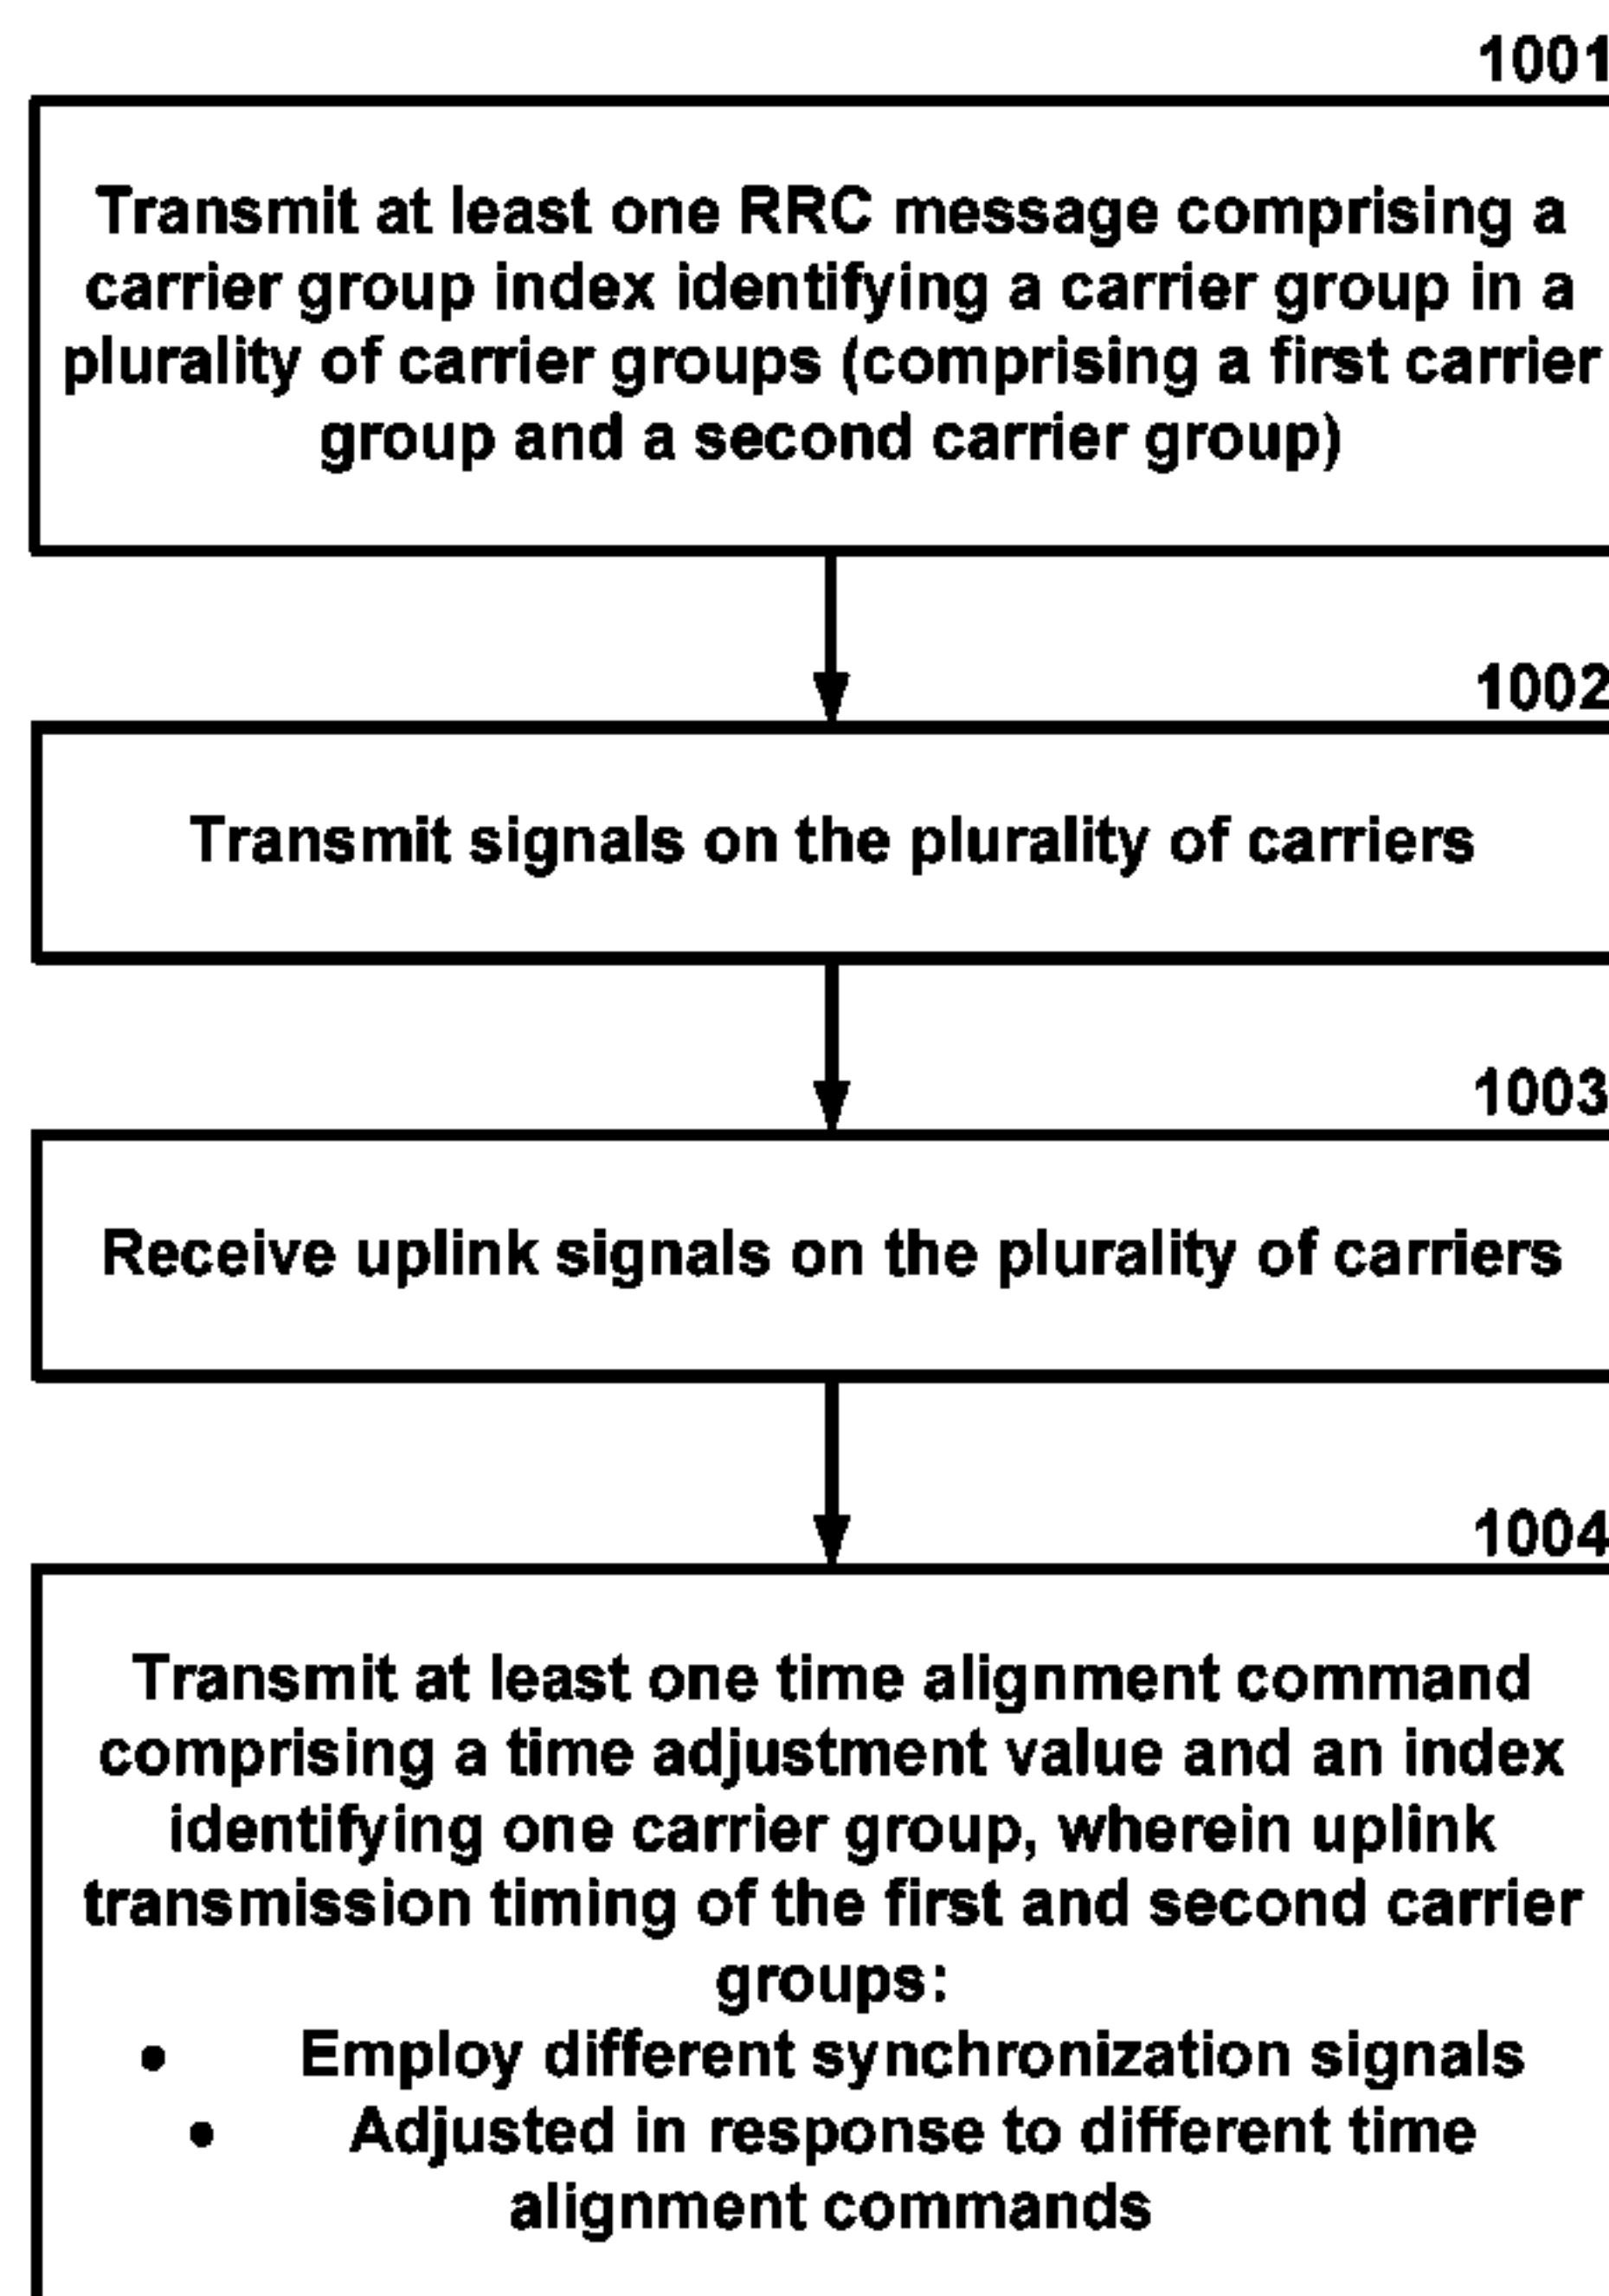 1001
Transmit at least one RRC message comprising a
carrier group index identifying a carrier group in a
plurality of carrier groups (comprising a first carrier
group and a second carrier group)
1002
Transmit signals on the plurality of carriers
1003
Receive uplink signals on the plurality of carriers
1004
Transmit at least one time alignment command
comprising a time adjustment value and an index
identifying one carrier group, wherein uplink
transmission timing of the first and second carrier
groups:
• Employ different synchronization signals
• Adjusted in response to different time
alignment commands